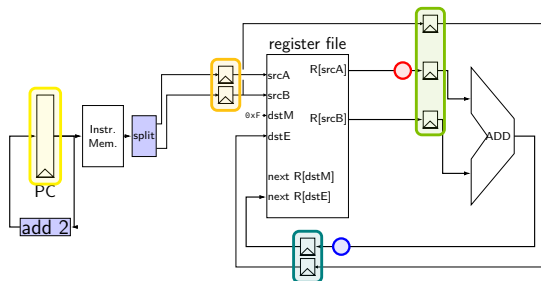 register file
srcA
R[srcA]
srcB
0xF
dstM
R[srcB]
dstE
next R[dstM]
next R[dstE]
Instr.
Mem.
split
ADD
PC
add 2